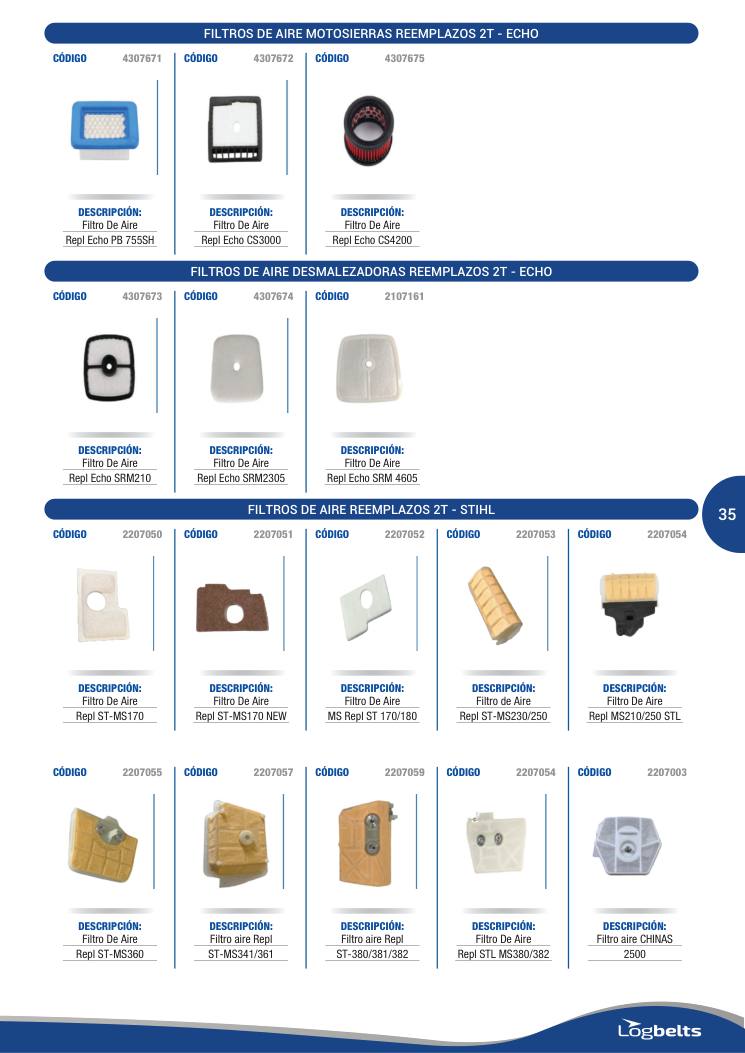 FILTROS DE AIRE MOTOSIERRAS REEMPLAZOS 2T - ECHO
CÓDIGO 4307671
DESCRIPCIÓN:
Filtro De Aire
Repl Echo PB 755SH
CÓDIGO 4307672
DESCRIPCIÓN:
Filtro De Aire
Repl Echo CS3000
CÓDIGO 4307675
DESCRIPCIÓN:
Filtro De Aire
Repl Echo CS4200
FILTROS DE AIRE DESMALEZADORAS REEMPLAZOS 2T - ECHO
CÓDIGO 4307673
DESCRIPCIÓN:
Filtro De Aire
Repl Echo SRM210
CÓDIGO 4307674
DESCRIPCIÓN:
Filtro De Aire
Repl Echo SRM2305
CÓDIGO 2107161
DESCRIPCIÓN:
Filtro De Aire
Repl Echo SRM 4605
FILTROS DE AIRE REEMPLAZOS 2T - STIHL
35
CÓDIGO 2207050
DESCRIPCIÓN:
Filtro De Aire
Repl ST-MS170
CÓDIGO 2207051
DESCRIPCIÓN:
Filtro De Aire
Repl ST-MS170 NEW
CÓDIGO 2207052
DESCRIPCIÓN:
Filtro De Aire
MS Repl ST 170/180
CÓDIGO 2207053
DESCRIPCIÓN:
Filtro de Aire
Repl ST-MS230/250
CÓDIGO 2207054
DESCRIPCIÓN:
Filtro De Aire
Repl MS210/250 STL
CÓDIGO 2207055
DESCRIPCIÓN:
Filtro De Aire
Repl ST-MS360
CÓDIGO 2207057
DESCRIPCIÓN:
Filtro aire Repl
ST-MS341/361
CÓDIGO 2207059
DESCRIPCIÓN:
Filtro aire Repl
ST-380/381/382
CÓDIGO 2207054
DESCRIPCIÓN:
Filtro De Aire
Repl STL MS380/382
CÓDIGO 2207003
DESCRIPCIÓN:
Filtro aire CHINAS
2500
Logbelts